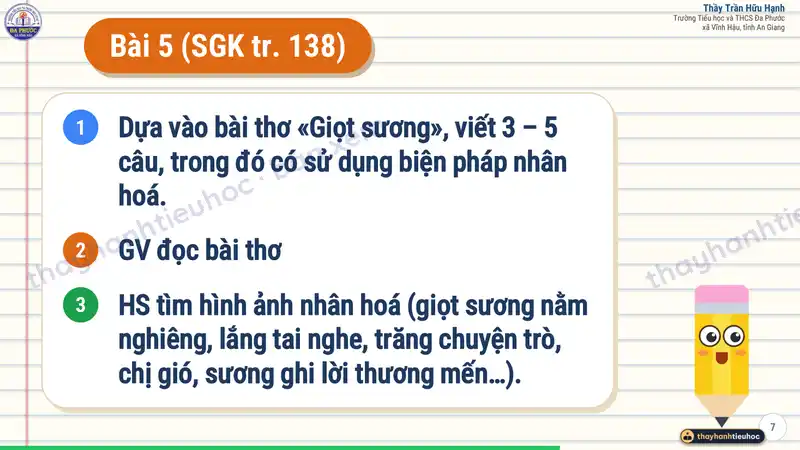 Thầy Trần Hữu Hạnh
Trường Tiểu học và THCS Đa Phước
xã Vĩnh Hậu, tỉnh An Giang
ĐA PHƯỚC
Bài 5 (SGK tr. 138)
1 Dựa vào bài thơ «Giọt sương», viết 3 – 5
câu, trong đó có sử dụng biện pháp nhân
hoá.
2 GV đọc bài thơ
3 HS tìm hình ảnh nhân hoá (giọt sương nằm
nghiêng, lắng tai nghe, trăng chuyện trò,
chị gió, sương ghi lời thương mến…).
7
thayhanhtieuhoc